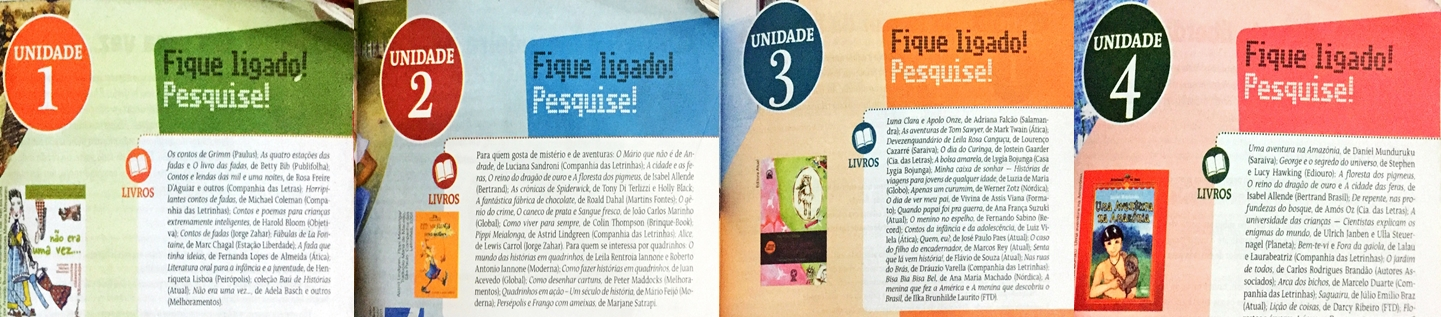 UNIDADE
1
Fique ligado!
Pesquise!
LIVROS
Os contos de Grimm (Paulus), As quatro estações das
fadas e O livro das fadas, de Betty Bib (Publifolha),
Contos e lendas das mil e uma noites, de Rosa Freire
D'Aguiar e outros (Companhia das Letras); Horripi-
lantes contos de fadas, de Michael Coleman (Compa-
nhia das Letrinhas); Contos e poemas para crianças
extremamente inteligentes, de Harold Bloom (Objeti-
va); Contos de fadas (Jorge Zahar); Fábulas de La Fon-
taine, de Marc Chagal (Estação Liberdade); A fada que
tinha ideias, de Fernanda Lopes de Almeida (Ática);
Literatura oral para a infância e a juventude, de Hen-
riqueta Lisboa (Peirópolis), coleção Baú de Histórias
(Atual); Não era uma vez..., de Adela Basch e outros
(Melhoramentos).
não era
uma vez...
UNIDADE
2
Fique ligado!
Pesquise!
LIVROS
Para quem gosta de mistério e de aventuras: O Mário que não é de An-
drade, de Luciana Sandroni (Companhia das Letrinhas); A cidade e as fe-
ras, O reino do dragão de ouro e A floresta dos pigmeus, de Isabel Allende
(Bertrand); As crônicas de Spiderwick, de Tony Di Terlizzi e Holly Black;
A fantástica fábrica de chocolate, de Roald Dahal (Martins Fontes); O gê-
nio do crime, O caneco de prata e Sangue fresco, de João Carlos Marinho
(Global); Como viver para sempre, de Colin Thompson (Brinque-Book);
Pippi Meialonga, de Astrid Lindgren (Companhia das Letrinhas); Alice,
de Lewis Carrol (Jorge Zahar). Para quem se interessa por quadrinhos: O
mundo das histórias em quadrinhos, de Leila Rentroia Iannone e Roberto
Antonio Iannone (Moderna); Como fazer histórias em quadrinhos, de Juan
Acevedo (Global); Como desenhar cartuns, de Peter Maddocks (Melhora-
mentos); Quadrinhos em ação – Um século de história, de Mario Feijó (Mo-
derna); Persépolis e Frango com ameixas, de Marjane Satrapi.
UNIDADE
3
Fique ligado!
Pesquise!
LIVROS
Luna Clara e Apolo Onze, de Adriana Falcão (Salaman-
dra); As aventuras de Tom Sawyer, de Mark Twain (Ática);
Devezenquandário de Leila Rosa Canguçu, de Lourenço
Cazarré (Saraiva); O dia do Curinga, de Jostein Gaarder
(Cia. das Letras); A bolsa amarela, de Lygia Bojunga (Casa
Lygia Bojunga); Minha caixa de sonhar — Histórias de
viagens para jovens de qualquer idade, de Luzia de Maria
(Globo); Apenas um curumim, de Werner Zotz (Nórdica);
O dia de ver meu pai, de Vivina de Assis Viana (Forma-
to); Quando papai foi pra guerra, de Ana França Suzuki
(Atual); O menino no espelho, de Fernando Sabino (Re-
cord); Contos da infância e da adolescência, de Luiz Vi-
lela (Ática); Quem, eu?, de José Paulo Paes (Atual); O caso
do filho do encadernador, de Marcos Rey (Atual); Senta
que lá vem história!, de Flávio de Souza (Atual); Nas ruas
do Brás, de Dráuzio Varella (Companhia das Letrinhas);
Bisa Bia Bisa Bel, de Ana Maria Machado (Nórdica); A
menina que fez a América e A menina que descobriu o
Brasil, de Ilka Brunhilde Laurito (FTD).
UNIDADE
4
Fique ligado!
Pesquise!
LIVROS
Uma aventura na Amazônia, de Daniel Munduruku
(Saraiva); George e o segredo do universo, de Stephen
e Lucy Hawking (Ediouro); A floresta dos pigmeus,
O reino do dragão de ouro e A cidade das feras, de
Isabel Allende (Bertrand Brasil); De repente, nas pro-
fundezas do bosque, de Amós Oz (Cia. das Letras); A
universidade das crianças — Cientistas explicam os
enigmas do mundo, de Ulrich Janben e Ulla Steuer-
nagel (Planeta); Bem-te-vi e Fora da gaiola, de Lalau
e Laurabeatriz (Companhia das Letrinhas); O jardim
de todos, de Carlos Rodrigues Brandão (Autores As-
sociados); Arca dos bichos, de Marcelo Duarte (Com-
panhia das Letrinhas); Saguairu, de Júlio Emílio Braz
(Atual); Lição de coisas, de Darcy Ribeiro (FTD);